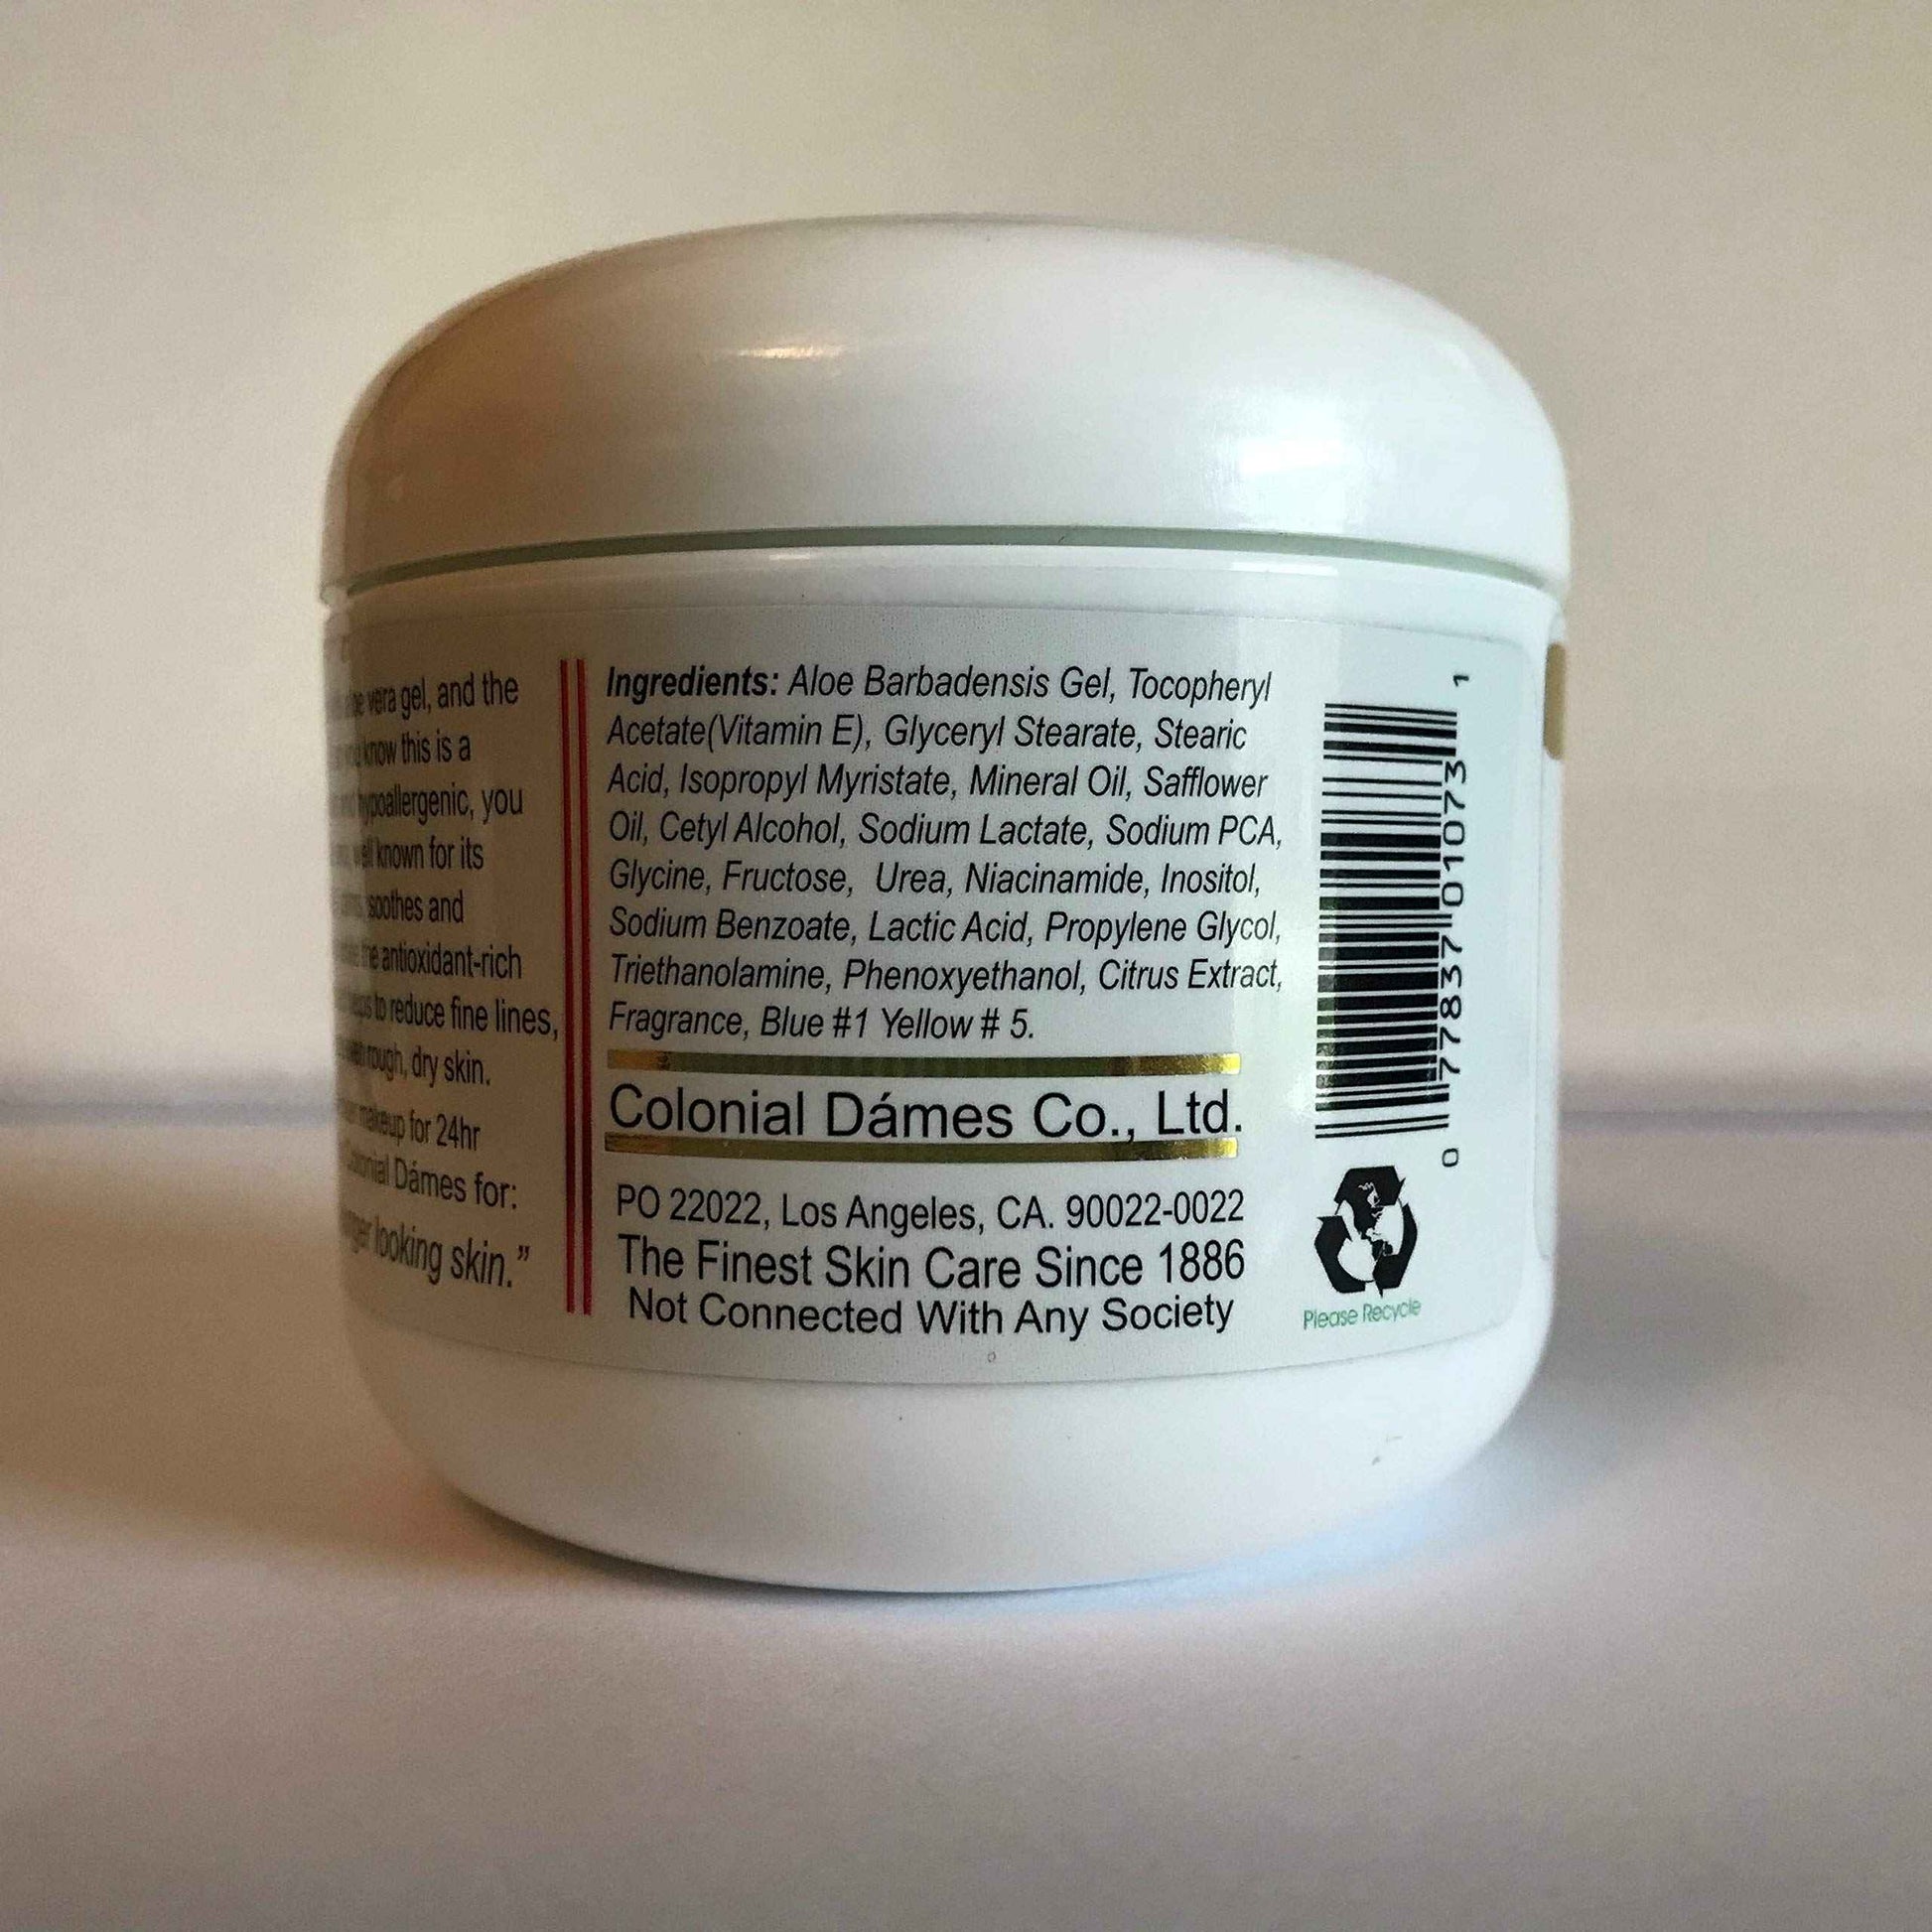 vera gel, and the
know this is a
hypoallergenic, you
well known for its
soothes and
the antioxidant-rich
to reduce fine lines,
rough, dry skin.
makeup for 24hr
Colonial Dámes for:
looking skin.”
Ingredients: Aloe Barbadensis Gel, Tocopheryl
Acetate(Vitamin E), Glyceryl Stearate, Stearic
Acid, Isopropyl Myristate, Mineral Oil, Safflower
Oil, Cetyl Alcohol, Sodium Lactate, Sodium PCA,
Glycine, Fructose, Urea, Niacinamide, Inositol,
Sodium Benzoate, Lactic Acid, Propylene Glycol,
Triethanolamine, Phenoxyethanol, Citrus Extract,
Fragrance, Blue #1 Yellow # 5.
Colonial Dámes Co., Ltd.
PO 22022, Los Angeles, CA. 90022-0022
The Finest Skin Care Since 1886
Not Connected With Any Society
0 77837 01073 1
Please Recycle